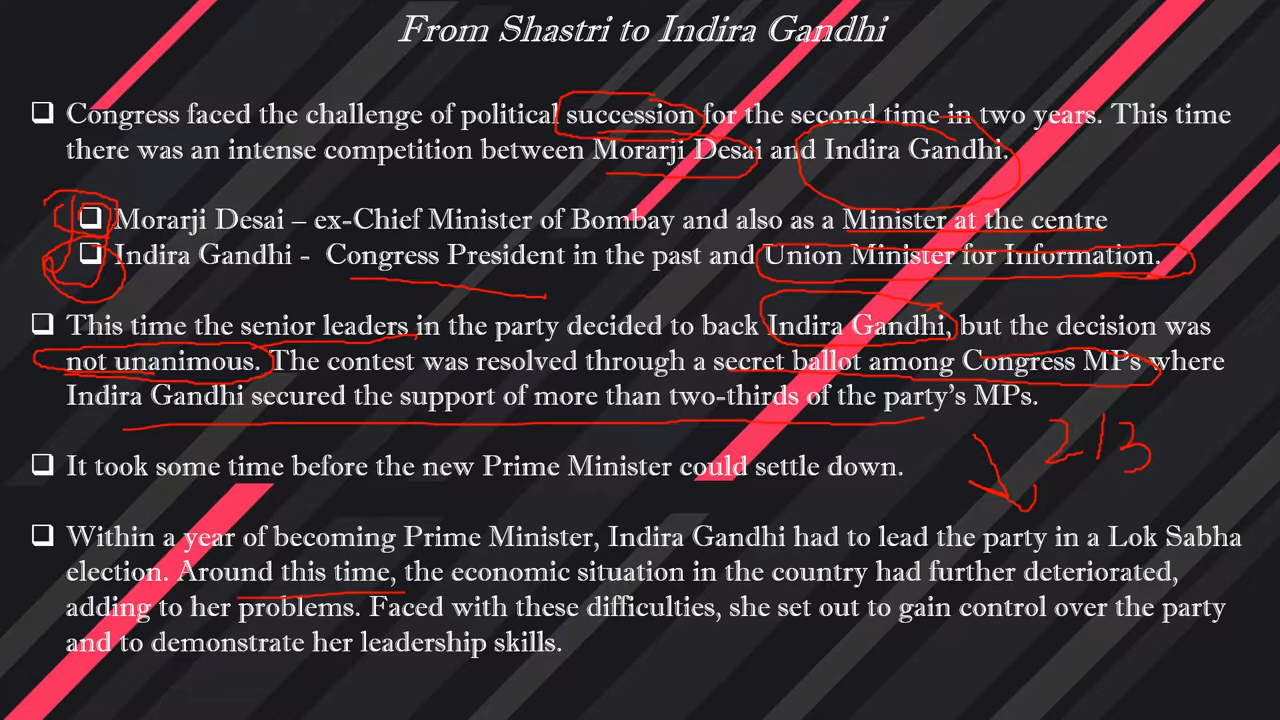 From Shastri to Indira Gandhi
❑ Congress faced the challenge of political succession for the second time in two years. This time
there was an intense competition between Morarji Desai and Indira Gandhi.
❑ Morarji Desai – ex-Chief Minister of Bombay and also as a Minister at the centre
❑ Indira Gandhi - Congress President in the past and Union Minister for Information.
❑ This time the senior leaders in the party decided to back Indira Gandhi, but the decision was
not unanimous. The contest was resolved through a secret ballot among Congress MPs where
Indira Gandhi secured the support of more than two-thirds of the party's MPs.
2/3
❑ It took some time before the new Prime Minister could settle down.
❑ Within a year of becoming Prime Minister, Indira Gandhi had to lead the party in a Lok Sabha
election. Around this time, the economic situation in the country had further deteriorated,
adding to her problems. Faced with these difficulties, she set out to gain control over the party
and to demonstrate her leadership skills.